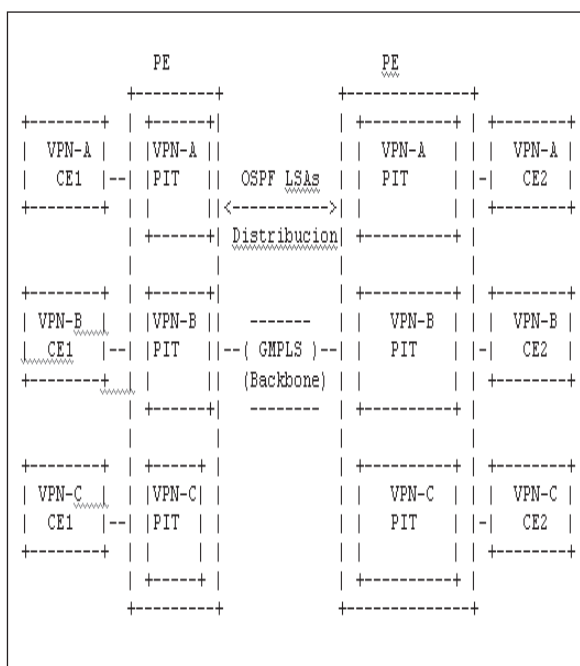 PE PE
VPN-A VPN-A VPN-A VPN-A
CE1 PIT OSPF LSAs PIT CE2
Distribucion
VPN-B VPN-B VPN-B VPN-B
CE1 PIT ( GMPLS ) PIT CE2
(Backbone)
VPN-C VPN-C VPN-C VPN-C
CE1 PIT PIT CE2